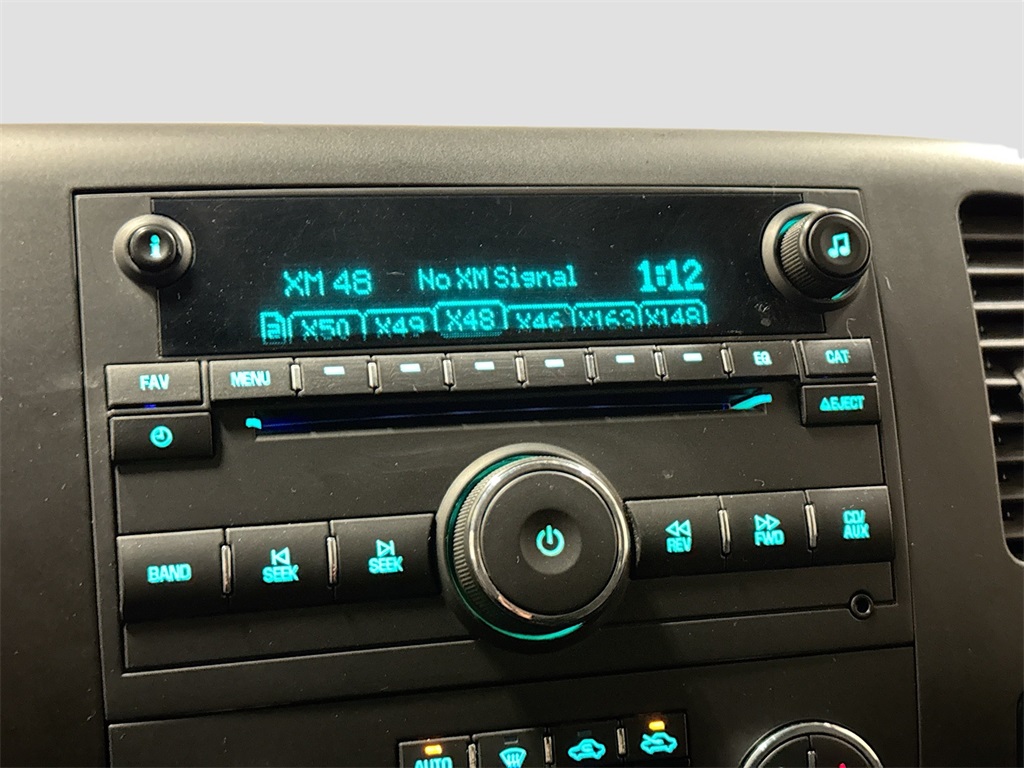 XM 48 No XM Signal 1:12
2 X50 X49 X48 X46 X163 X148
FAV MENU EQ CAT
EJECT
BAND SEEK SEEK REV FWD CD/
AUX
AUTO